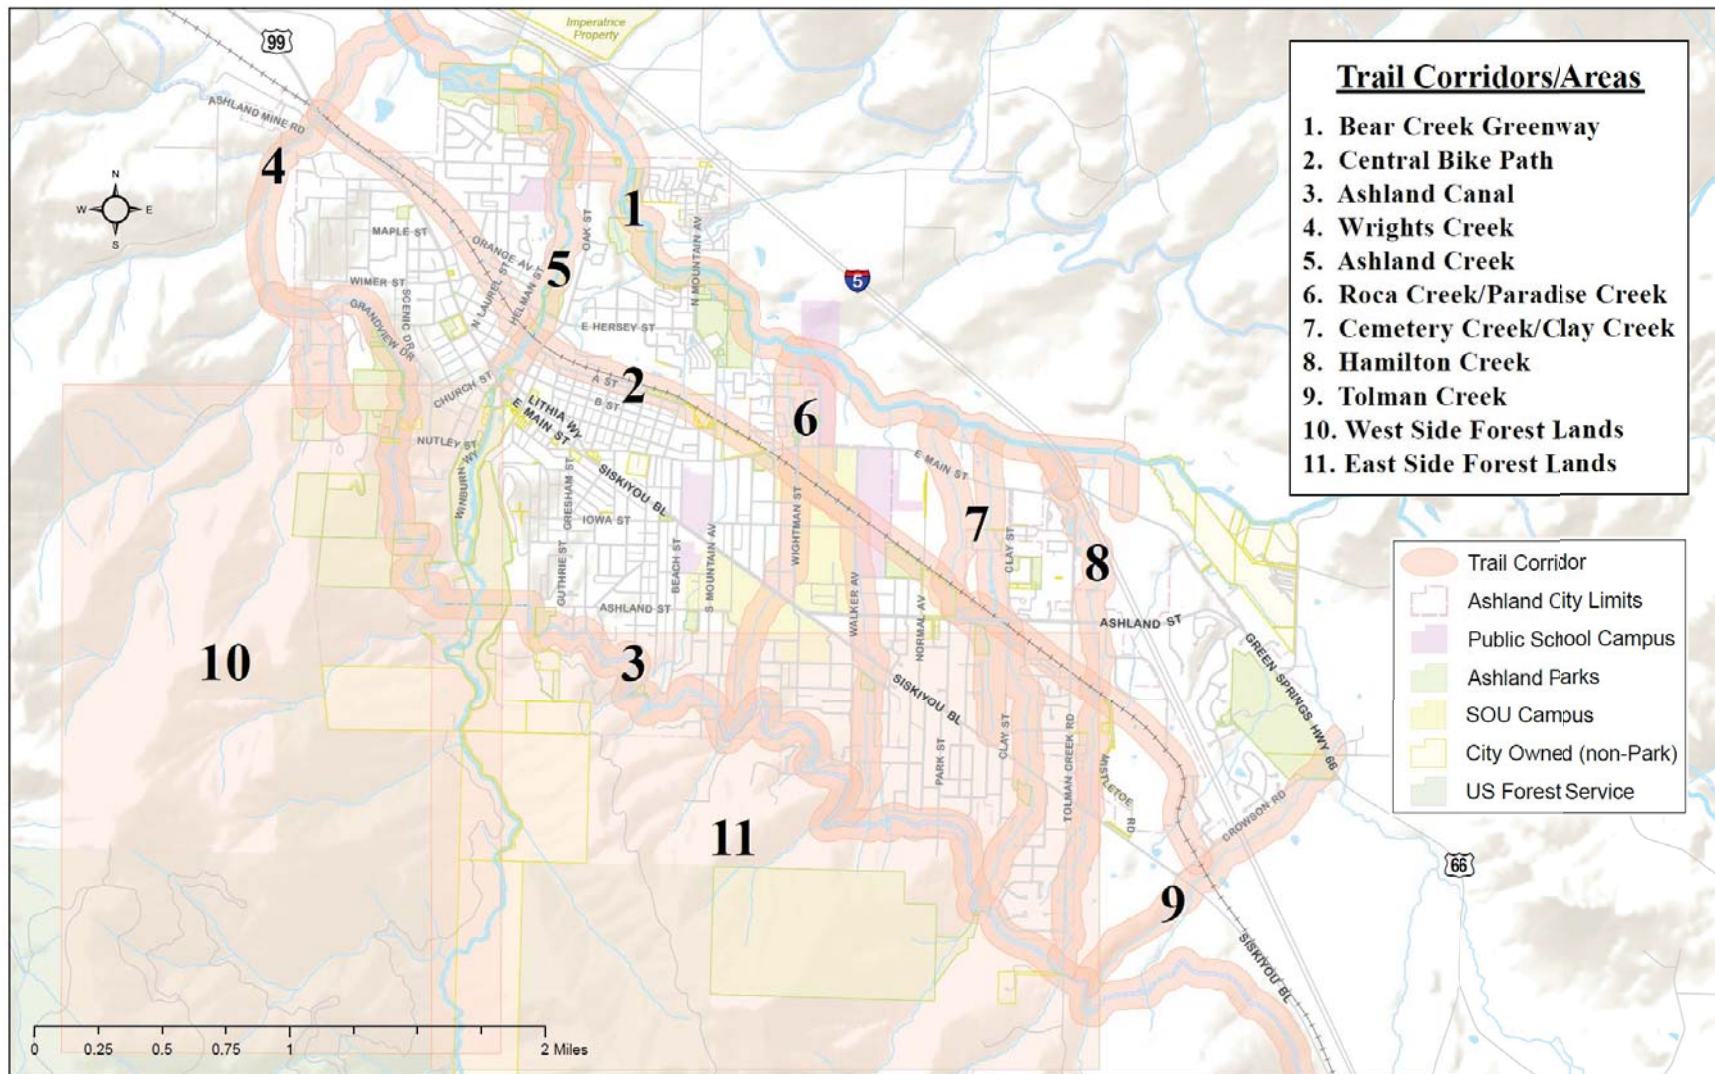 Imperatrice
Property
99
ASHLAND MINE RD
4
N
W
E
S
1
MAPLE ST
ORANGE AV
OAK ST
N MOUNTAIN AV
5
5
WIMER ST
SCENIC DR
N LAUREL ST
HELMAN ST
GRANDVIEW DR
E HERSEY ST
2
A ST
B ST
CHURCH ST
LITHIA WY
E MAIN ST
6
NUTLEY ST
WINBURN WY
E MAIN ST
SISKIYOU BL
GRESHAM ST
IOWA ST
WIGHTMAN ST
7
CLAY ST
8
GUTHRIE ST
BEACH ST
S MOUNTAIN AV
ASHLAND ST
WALKER AV
NORMAL AV
ASHLAND ST
10
3
SISKIYOU BL
GREEN SPRINGS HWY 66
PARK ST
CLAY ST
TOLMAN CREEK RD
MISTLETOE RD
CROWSON RD
11
66
9
SISKIYOU BL
0
0.25
0.5
0.75
1
2 Miles
Trail Corridors/Areas
1. Bear Creek Greenway
2. Central Bike Path
3. Ashland Canal
4. Wrights Creek
5. Ashland Creek
6. Roca Creek/Paradise Creek
7. Cemetery Creek/Clay Creek
8. Hamilton Creek
9. Tolman Creek
10. West Side Forest Lands
11. East Side Forest Lands
Trail Corridor
Ashland City Limits
Public School Campus
Ashland Parks
SOU Campus
City Owned (non-Park)
US Forest Service